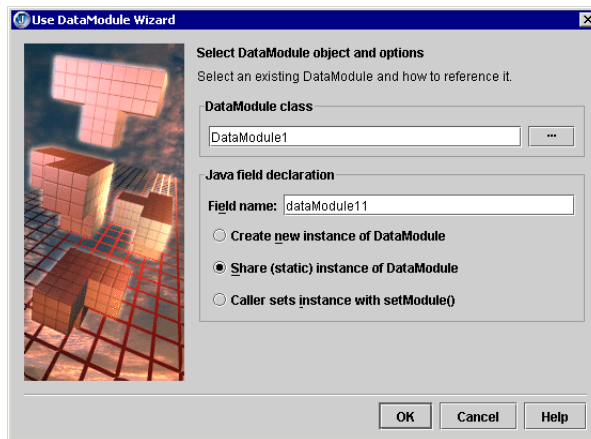 Use DataModule Wizard
Select DataModule object and options
Select an existing DataModule and how to reference it.
DataModule class
DataModule1
...
Java field declaration
Field name: dataModule11
Create new instance of DataModule
Share (static) instance of DataModule
Caller sets instance with setModule()
OK Cancel Help